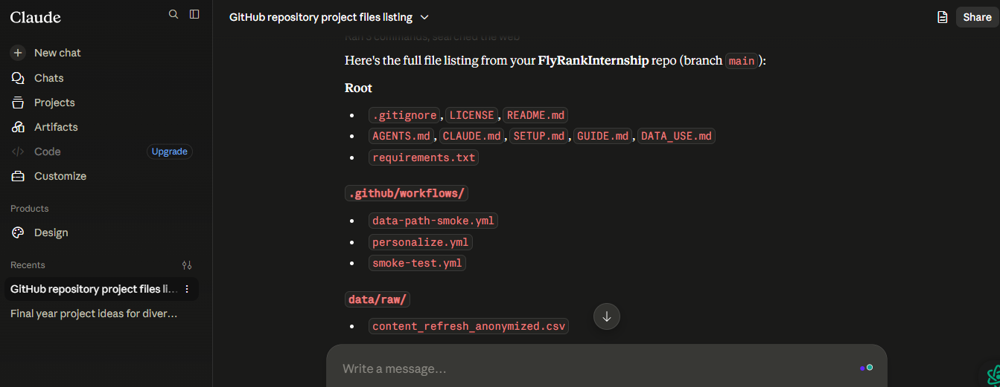 Claude
GitHub repository project files listing
Share
New chat
Chats
Projects
Artifacts
Code Upgrade
Customize
Products
Design
Recents
GitHub repository project files li...
Final year project ideas for diver...
Ran 3 commands, searched the web
Here's the full file listing from your FlyRankInternship repo (branch main):
Root
• .gitignore, LICENSE, README.md
• AGENTS.md, CLAUDE.md, SETUP.md, GUIDE.md, DATA_USE.md
• requirements.txt
.github/workflows/
• data-path-smoke.yml
• personalize.yml
• smoke-test.yml
data/raw/
• content_refresh_anonymized.csv
Write a message...